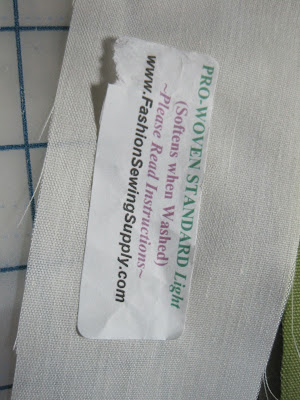 PRO-WOVEN STANDARD Light
(Softens when Washed)
~Please Read Instructions~
www.FashionSewingSupply.com